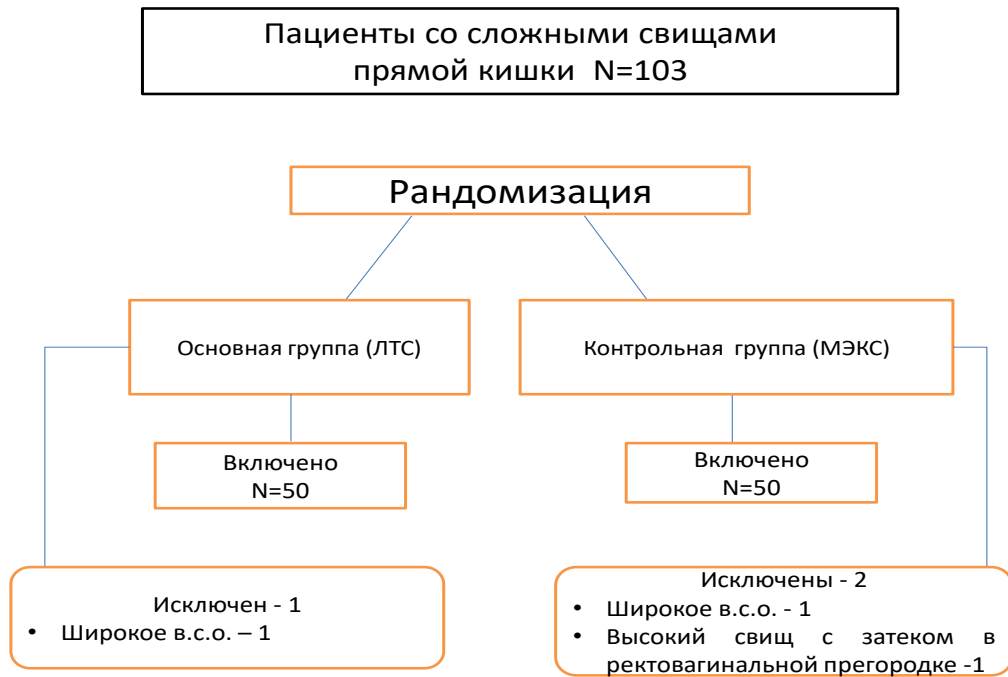 Пациенты со сложными свищами
прямой кишки N=103
Рандомизация
Основная группа (ЛТС)
Контрольная группа (МЭКС)
Включено
N=50
Включено
N=50
Исключен - 1
• Широкое в.с.о. – 1
Исключены - 2
• Широкое в.с.о. - 1
• Высокий свищ с затеком в
ректовагинальной прегородке -1